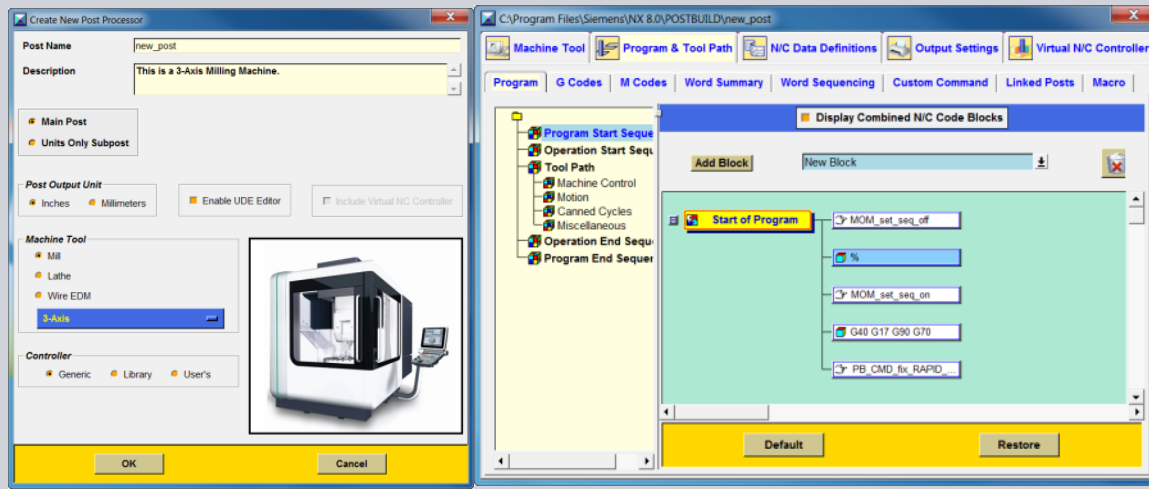 Create New Post Processor
Post Name
new_post
Description
This is a 3-Axis Milling Machine.
Main Post
Units Only Subpost
Post Output Unit
Inches
Millimeters
Enable UDE Editor
Include Virtual NC Controller
Machine Tool
Mill
Lathe
Wire EDM
3-Axis
Controller
Generic
Library
User's
OK
Cancel
C:\Program Files\Siemens\NX 8.0\POSTBUILD\new_post
Machine Tool
Program & Tool Path
N/C Data Definitions
Output Settings
Virtual N/C Controller
Program
G Codes
M Codes
Word Summary
Word Sequencing
Custom Command
Linked Posts
Macro
Program Start Seque
Operation Start Sequ
Tool Path
Machine Control
Motion
Canned Cycles
Miscellaneous
Operation End Sequ
Program End Sequer
Display Combined N/C Code Blocks
Add Block
New Block
Start of Program
MOM_set_seq_off
%
MOM_set_seq_on
G40 G17 G90 G70
PB_CMD_fix_RAPID_...
Default
Restore